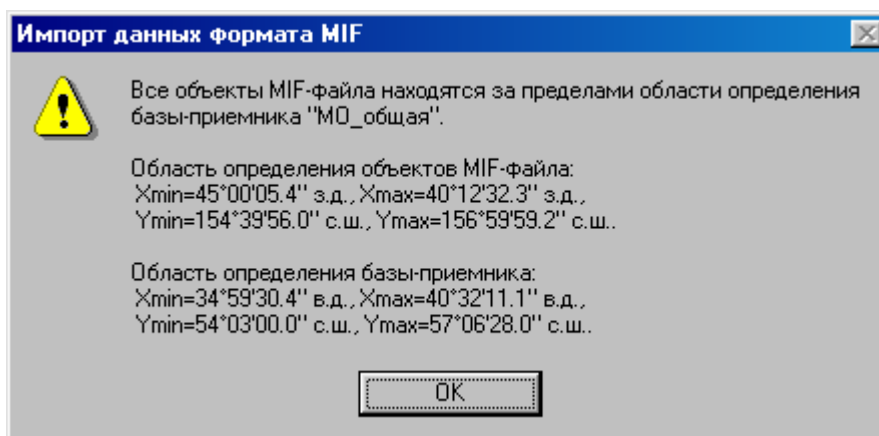 Импорт данных формата MIF
Все объекты MIF-файла находятся за пределами области определения
базы-приемника "МО_общая".
Область определения объектов MIF-файла:
Xmin=45°00'05.4" з.д., Xmax=40°12'32.3" з.д.,
Ymin=154°39'56.0" с.ш., Ymax=156°59'59.2" с.ш..
Область определения базы-приемника:
Xmin=34°59'30.4" в.д., Xmax=40°32'11.1" в.д.,
Ymin=54°03'00.0" с.ш., Ymax=57°06'28.0" с.ш..
OK